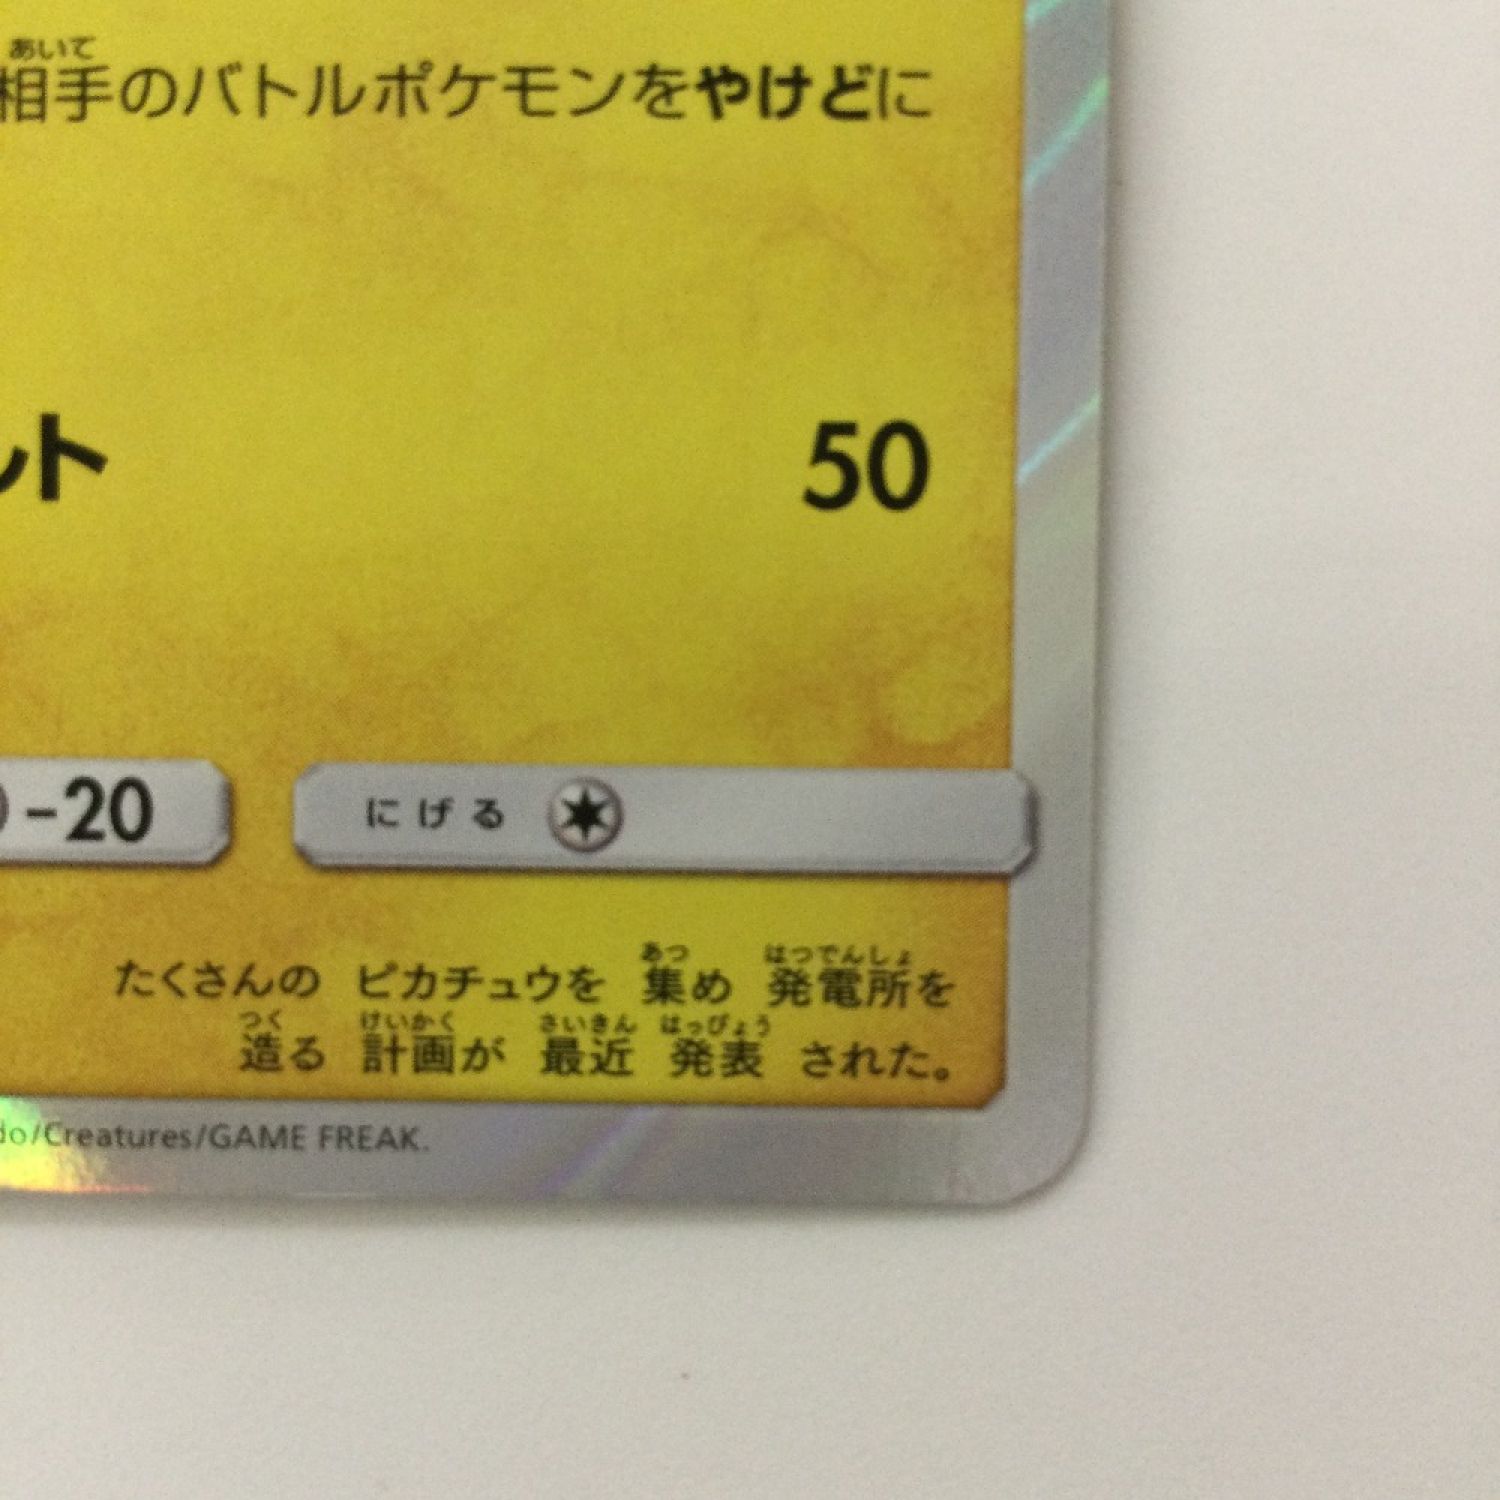 あいて
相手のバトルポケモンをやけどに
ルト 50
-20 にげる
あつ はつでんしょ
たくさんの ピカチュウを 集め 発電所を
つく けいかく さいきん はっぴょう
造る 計画が 最近 発表 された。
do/Creatures/GAME FREAK.